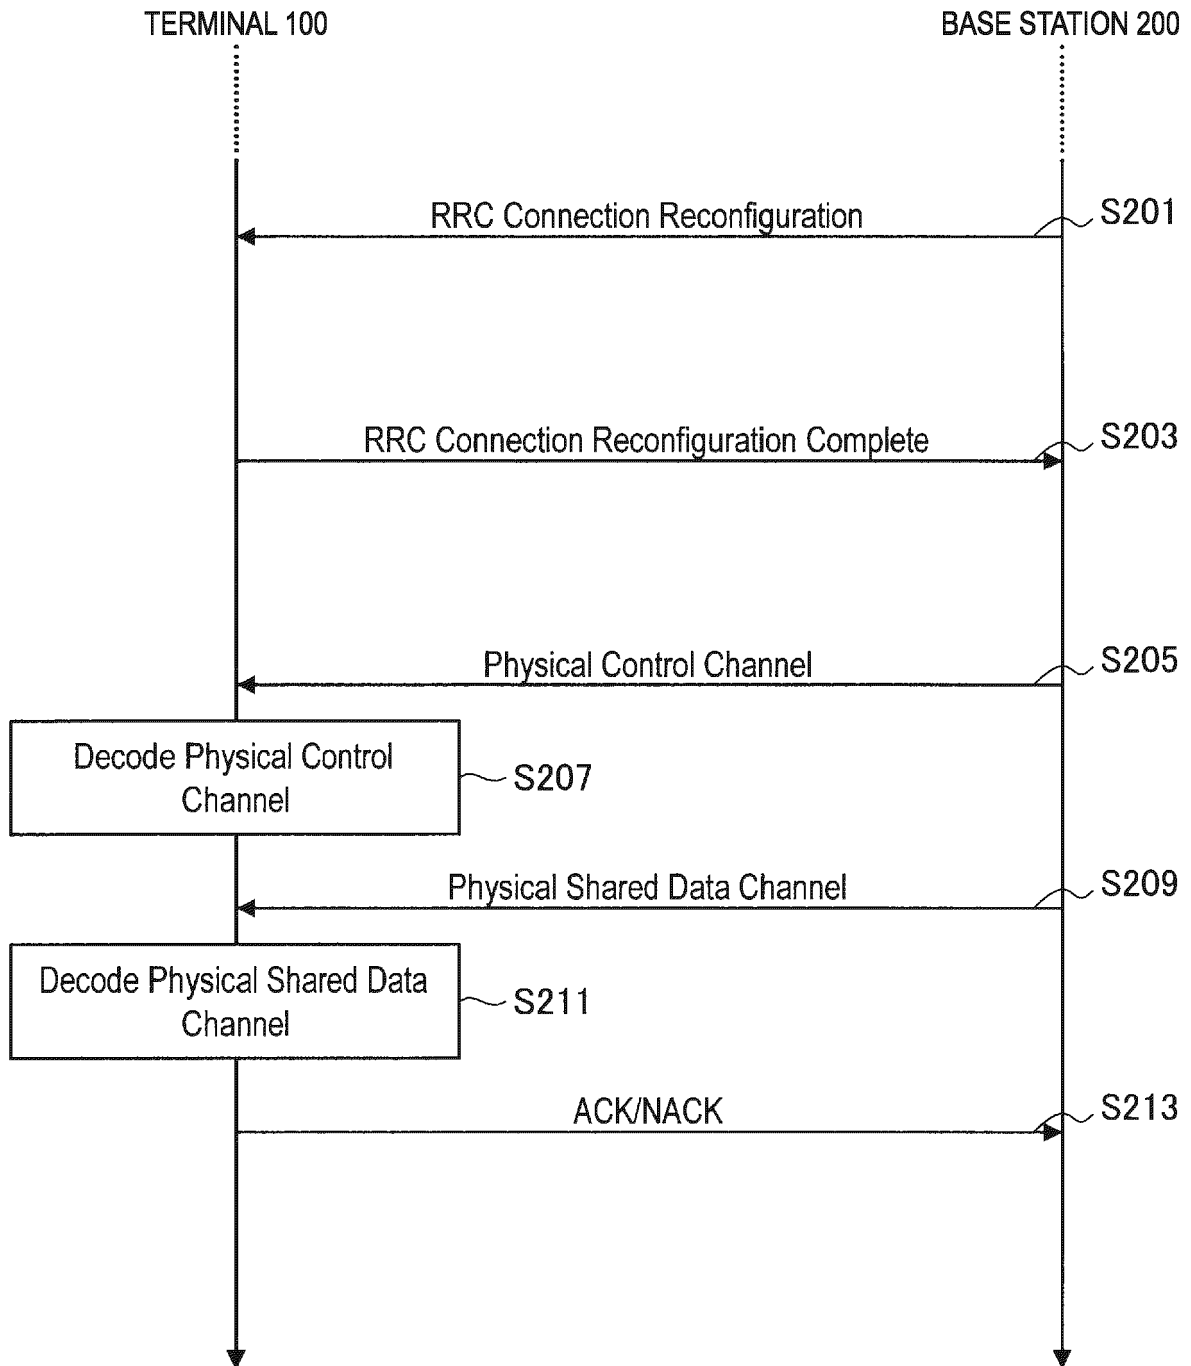 TERMINAL 100
BASE STATION 200
RRC Connection Reconfiguration
S201
RRC Connection Reconfiguration Complete
S203
Physical Control Channel
S205
Decode Physical Control
Channel
S207
Physical Shared Data Channel
S209
Decode Physical Shared Data
Channel
S211
ACK/NACK
S213